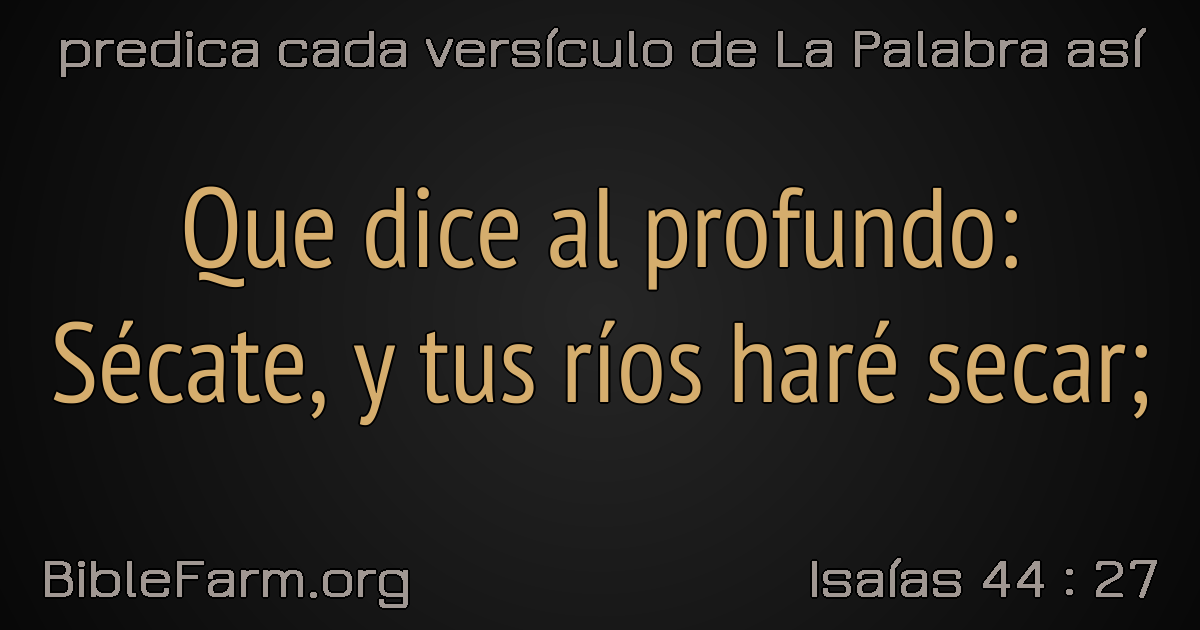 predica cada versículo de La Palabra así
Que dice al profundo:
Sécate, y tus ríos haré secar;
BibleFarm.org
Isaías 44 : 27